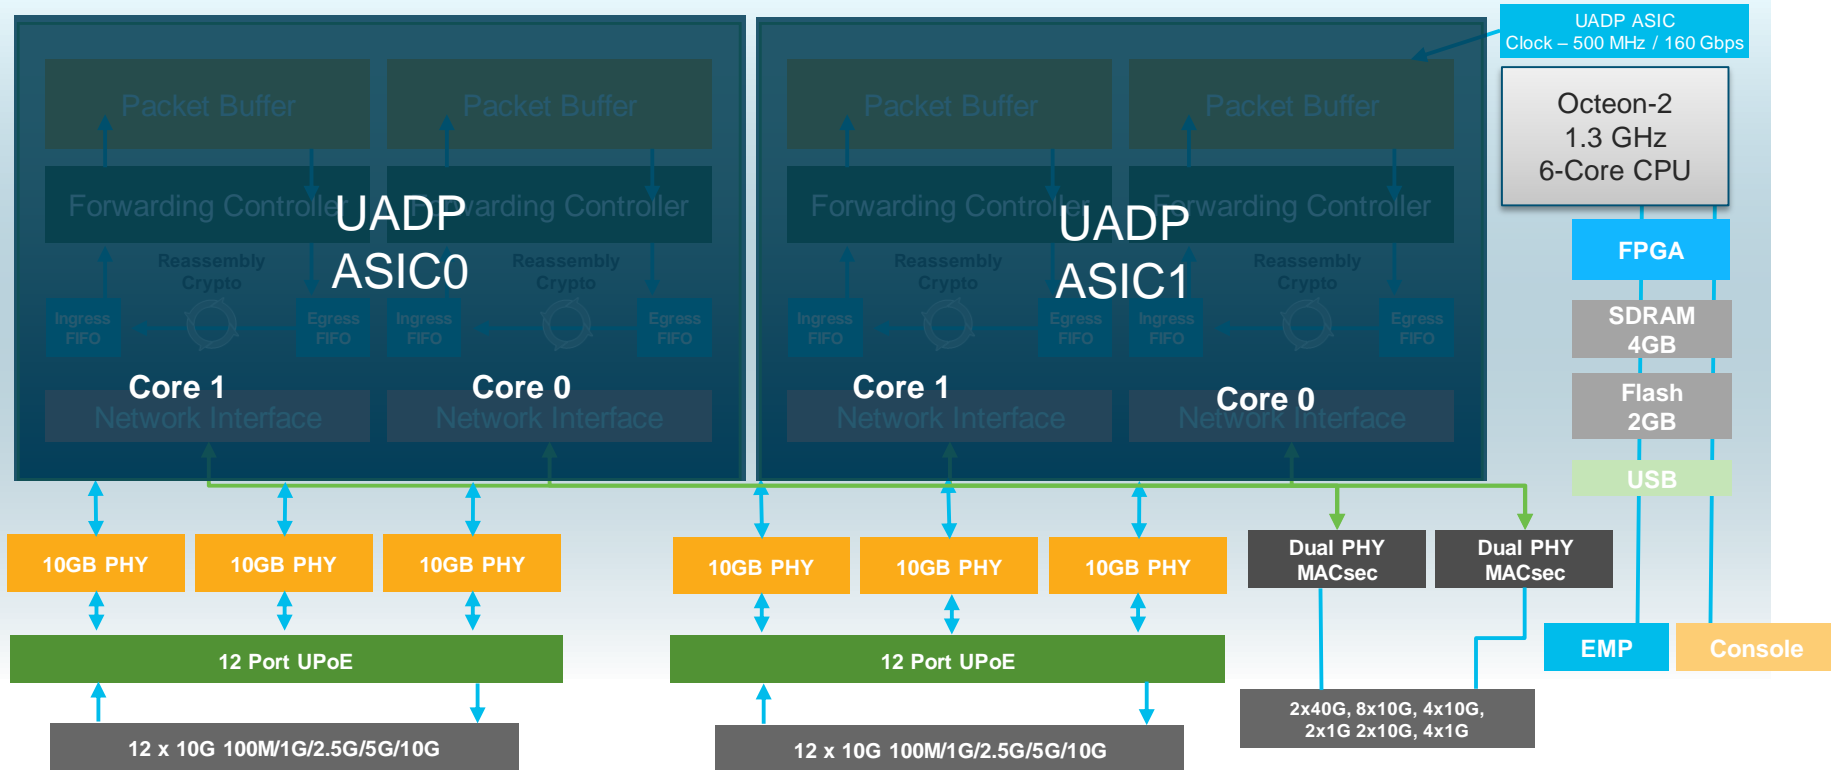 UADP ASIC
Clock – 500 MHz / 160 Gbps
Packet Buffer
Packet Buffer
Packet Buffer
Packet Buffer
Octeon-2
1.3 GHz
6-Core CPU
Forwarding Controller
Forwarding Controller
Forwarding Controller
Forwarding Controller
UADP
ASIC0
UADP
ASIC1
FPGA
Reassembly
Crypto
Reassembly
Crypto
Reassembly
Crypto
Reassembly
Crypto
Ingress
FIFO
Egress
FIFO
Ingress
FIFO
Egress
FIFO
Ingress
FIFO
Egress
FIFO
Ingress
FIFO
Egress
FIFO
SDRAM
4GB
Core 1
Core 0
Core 1
Core 0
Flash
2GB
Network Interface
Network Interface
Network Interface
Network Interface
USB
10GB PHY
10GB PHY
10GB PHY
10GB PHY
10GB PHY
10GB PHY
Dual PHY
MACsec
Dual PHY
MACsec
12 Port UPoE
12 Port UPoE
EMP
Console
12 x 10G 100M/1G/2.5G/5G/10G
12 x 10G 100M/1G/2.5G/5G/10G
2x40G, 8x10G, 4x10G,
2x1G 2x10G, 4x1G